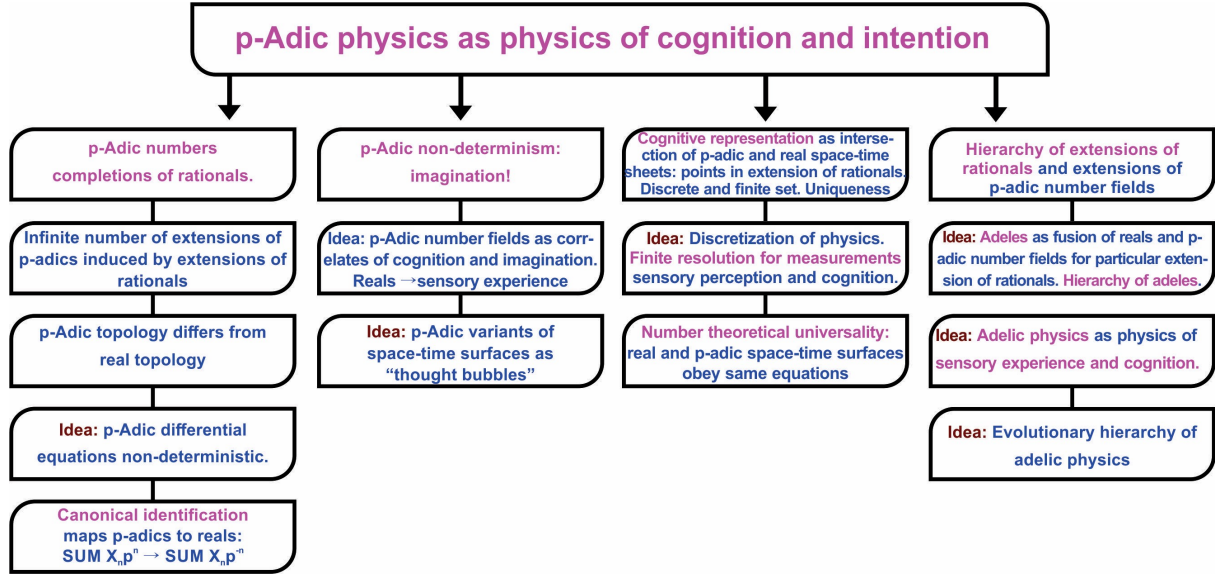 p-Adic physics as physics of cognition and intention
p-Adic numbers
completions of rationals.
Infinite number of extensions of
p-adics induced by extensions of
rationals
p-Adic topology differs from
real topology
Idea: p-Adic differential
equations non-deterministic.
Canonical identification
maps p-adics to reals:
SUM Xₙpⁿ → SUM Xₙp⁻ⁿ
p-Adic non-determinism:
imagination!
Idea: p-Adic number fields as corr-
elates of cognition and imagination.
Reals →sensory experience
Idea: p-Adic variants of
space-time surfaces as
“thought bubbles”
Cognitive representation as interse-
ction of p-adic and real space-time
sheets: points in extension of rationals.
Discrete and finite set. Uniqueness
Idea: Discretization of physics.
Finite resolution for measurements
sensory perception and cognition.
Number theoretical universality:
real and p-adic space-time surfaces
obey same equations
Hierarchy of extensions of
rationals and extensions of
p-adic number fields
Idea: Adeles as fusion of reals and p-
adic number fields for particular exten-
sion of rationals. Hierarchy of adeles.
Idea: Adelic physics as physics of
sensory experience and cognition.
Idea: Evolutionary hierarchy of
adelic physics